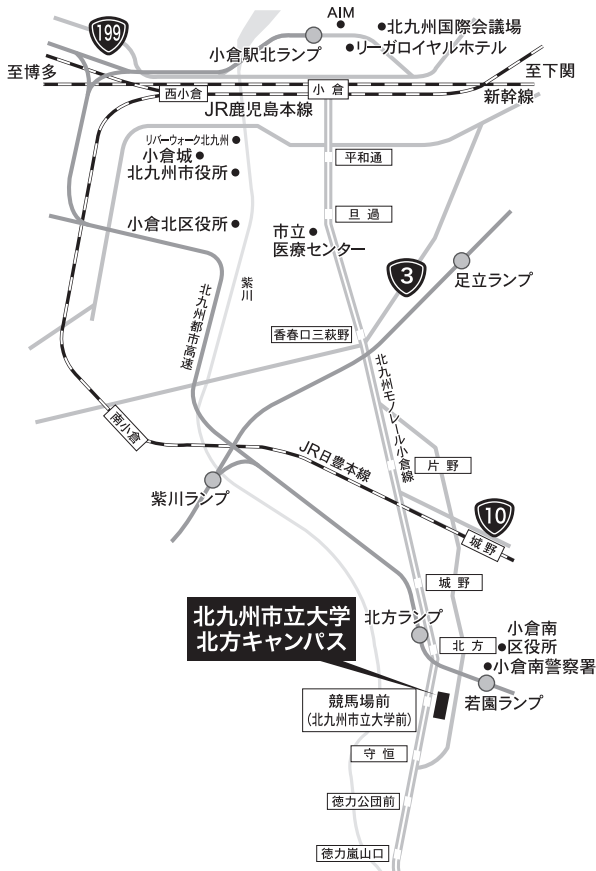 199
AIM
北九州国際会議場
小倉駅北ランプ
リーガロイヤルホテル
至博多
至下関
西小倉
小倉
新幹線
JR鹿児島本線
リバーウォーク北九州
小倉城
平和通
北九州市役所
旦過
小倉北区役所
市立
医療センター
3
足立ランプ
紫川
北九州都市高速
香春口三萩野
北九州モノレール小倉線
南小倉
JR日豊本線
片野
紫川ランプ
10
城野
城野
北九州市立大学
北方キャンパス
北方ランプ
北方
小倉南
区役所
小倉南警察署
若園ランプ
競馬場前
(北九州市立大学前)
守恒
徳力公団前
徳力嵐山口